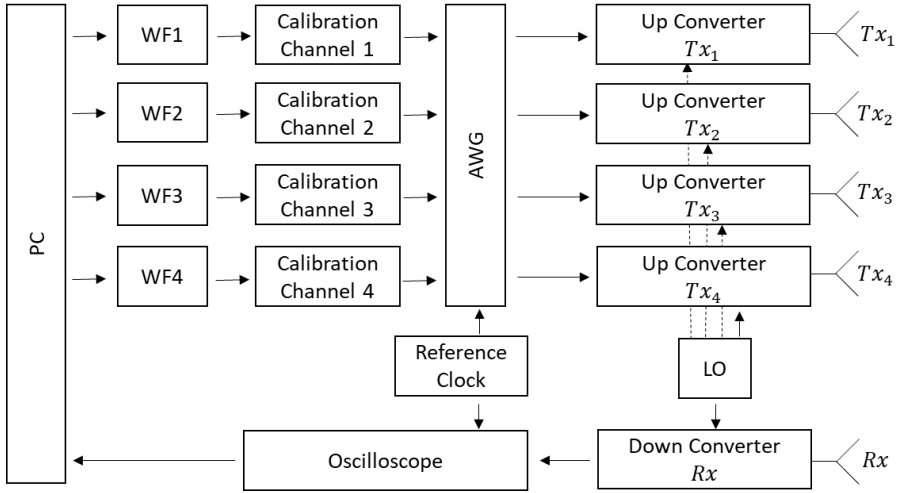 PC
WF1
Calibration
Channel 1
WF2
Calibration
Channel 2
WF3
Calibration
Channel 3
WF4
Calibration
Channel 4
AWG
Up Converter
Tx₁
Tx₁
Up Converter
Tx₂
Tx₂
Up Converter
Tx₃
Tx₃
Up Converter
Tx₄
Tx₄
Reference
Clock
LO
Oscilloscope
Down Converter
Rx
Rx